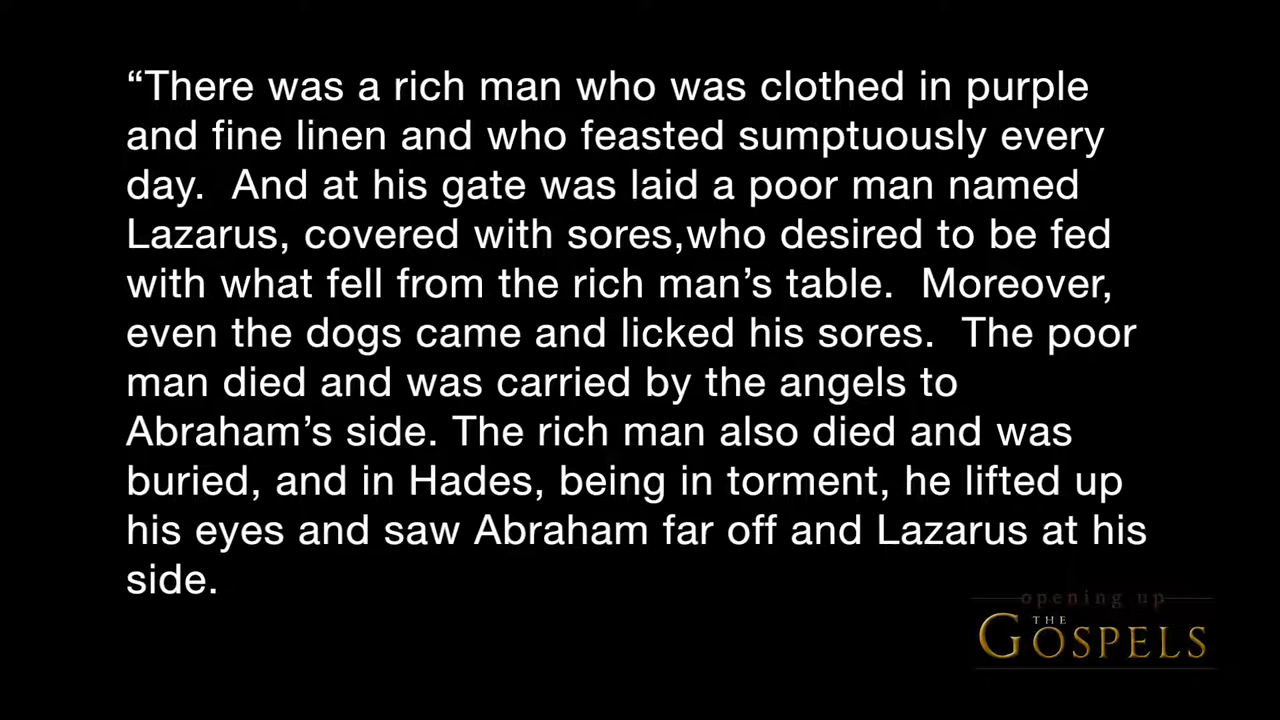 “There was a rich man who was clothed in purple
and fine linen and who feasted sumptuously every
day.  And at his gate was laid a poor man named
Lazarus, covered with sores,who desired to be fed
with what fell from the rich man’s table.  Moreover,
even the dogs came and licked his sores.  The poor
man died and was carried by the angels to
Abraham’s side. The rich man also died and was
buried, and in Hades, being in torment, he lifted up
his eyes and saw Abraham far off and Lazarus at his
side.
opening up
THE
GOSPELS